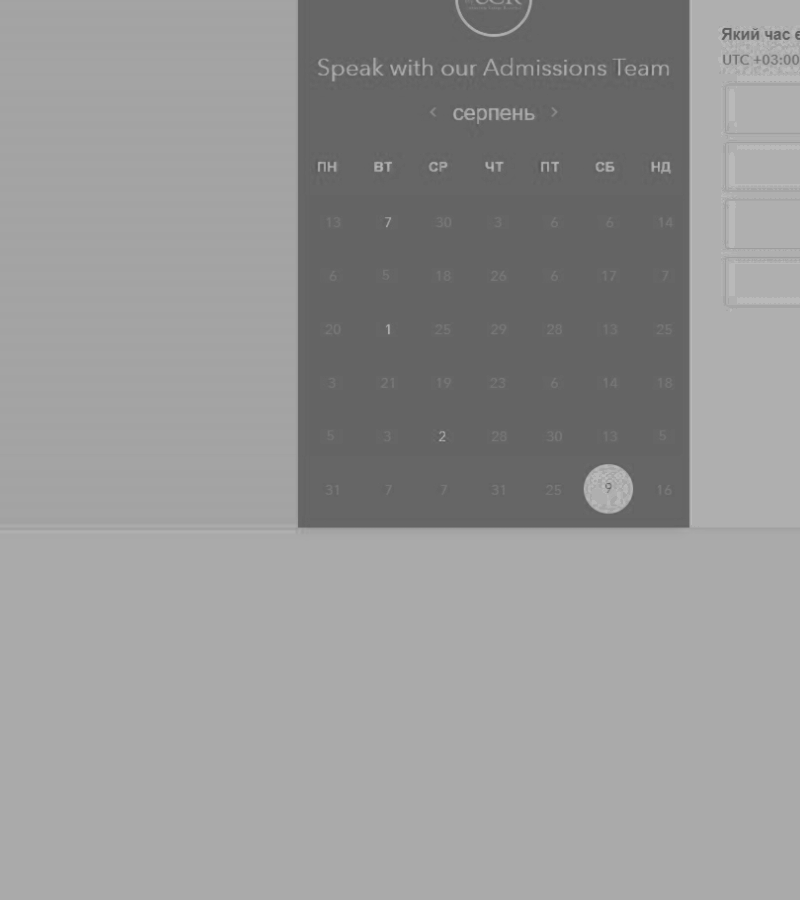 Speak with our Admissions Team
‹ серпень ›
ПН ВТ СР ЧТ ПТ СБ НД
13 7 30 3 6 6 14
6 5 18 26 6 17 7
20 1 25 29 28 13 25
3 21 19 23 6 14 18
5 3 2 28 30 13 5
31 7 7 31 25 9 16
Який час є
UTC +03:00